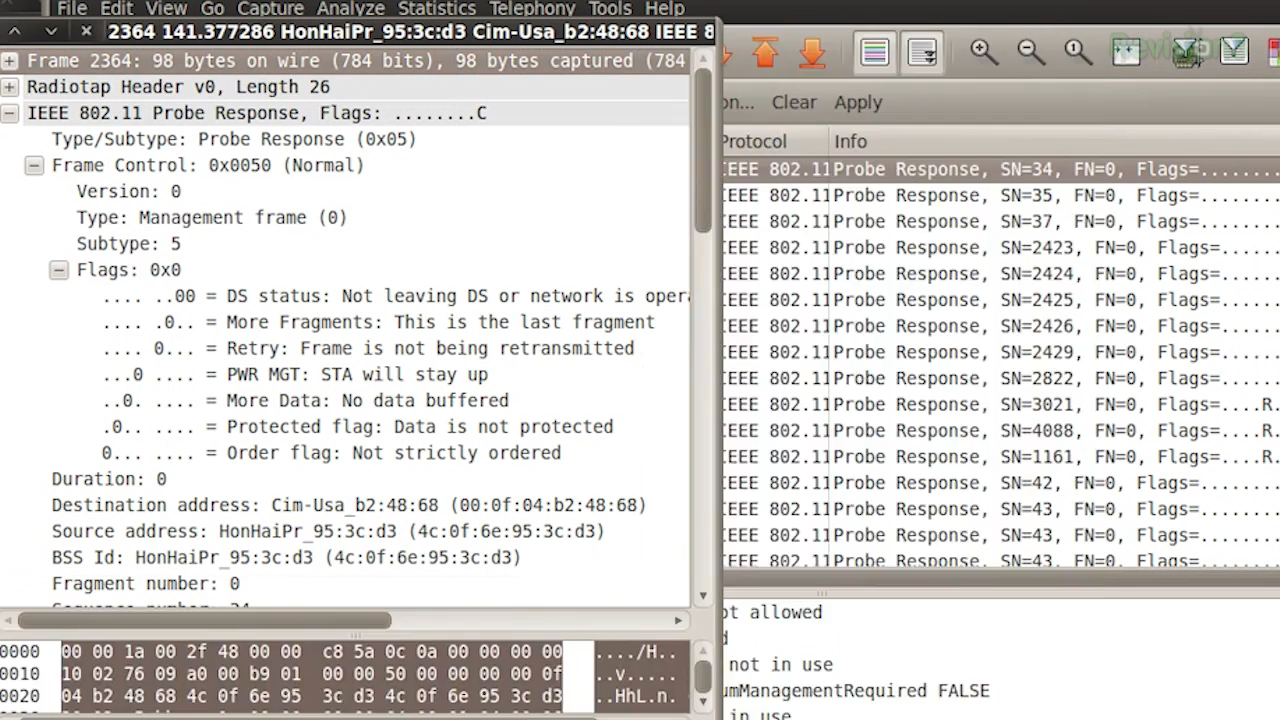 File Edit View Go Capture Analyze Statistics Telephony Tools Help
2364 141.377286 HonHaiPr_95:3c:d3 Cim-Usa_b2:48:68 IEEE 8
Frame 2364: 98 bytes on wire (784 bits), 98 bytes captured (784
Radiotap Header v0, Length 26
IEEE 802.11 Probe Response, Flags: ........C
Type/Subtype: Probe Response (0x05)
Frame Control: 0x0050 (Normal)
Version: 0
Type: Management frame (0)
Subtype: 5
Flags: 0x0
.... ..00 = DS status: Not leaving DS or network is opera
.... .0.. = More Fragments: This is the last fragment
.... 0... = Retry: Frame is not being retransmitted
...0 .... = PWR MGT: STA will stay up
..0. .... = More Data: No data buffered
.0.. .... = Protected flag: Data is not protected
0... .... = Order flag: Not strictly ordered
Duration: 0
Destination address: Cim-Usa_b2:48:68 (00:0f:04:b2:48:68)
Source address: HonHaiPr_95:3c:d3 (4c:0f:6e:95:3c:d3)
BSS Id: HonHaiPr_95:3c:d3 (4c:0f:6e:95:3c:d3)
Fragment number: 0
Sequence number: 34
0000 00 00 1a 00 2f 48 00 00 c8 5a 0c 0a 00 00 00 00 ..../H..
0010 10 02 76 09 a0 00 b9 01 00 00 50 00 00 00 00 0f ..v.....
0020 04 b2 48 68 4c 0f 6e 95 3c d3 4c 0f 6e 95 3c d3 ..HhL.n.
on... Clear Apply
Protocol Info
IEEE 802.11 Probe Response, SN=34, FN=0, Flags=........
IEEE 802.11 Probe Response, SN=35, FN=0, Flags=........
IEEE 802.11 Probe Response, SN=37, FN=0, Flags=........
IEEE 802.11 Probe Response, SN=2423, FN=0, Flags=......
IEEE 802.11 Probe Response, SN=2424, FN=0, Flags=......
IEEE 802.11 Probe Response, SN=2425, FN=0, Flags=......
IEEE 802.11 Probe Response, SN=2426, FN=0, Flags=......
IEEE 802.11 Probe Response, SN=2429, FN=0, Flags=......
IEEE 802.11 Probe Response, SN=2822, FN=0, Flags=......
IEEE 802.11 Probe Response, SN=3021, FN=0, Flags=....R.
IEEE 802.11 Probe Response, SN=4088, FN=0, Flags=....R.
IEEE 802.11 Probe Response, SN=1161, FN=0, Flags=....R.
IEEE 802.11 Probe Response, SN=42, FN=0, Flags=........
IEEE 802.11 Probe Response, SN=43, FN=0, Flags=........
IEEE 802.11 Probe Response, SN=43, FN=0, Flags=........
IEEE 802.11 Probe Response, SN=43, FN=0, Flags=........
ot allowed
d
not in use
umManagementRequired FALSE
in use